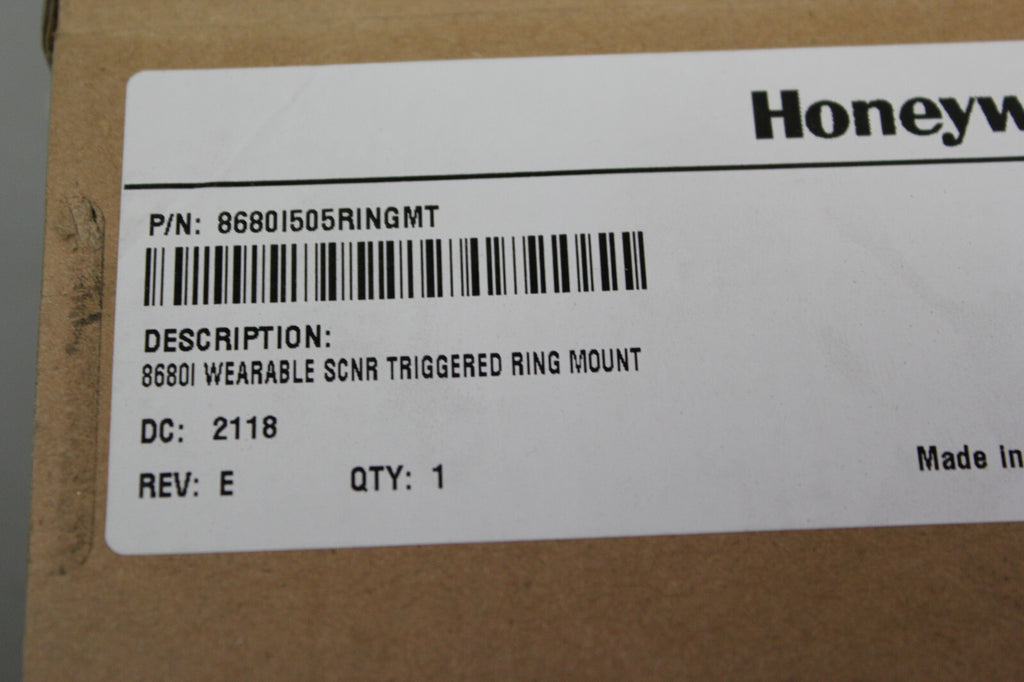 Honeyw
P/N: 8680I505RINGMT
DESCRIPTION:
8680I WEARABLE SCNR TRIGGERED RING MOUNT
DC: 2118
REV: E QTY: 1
Made in